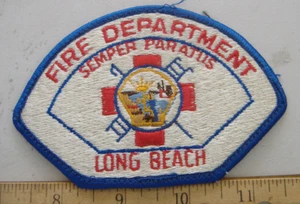 FIRE DEPARTMENT
SEMPER PARATUS
LONG BEACH
8
9
10
11